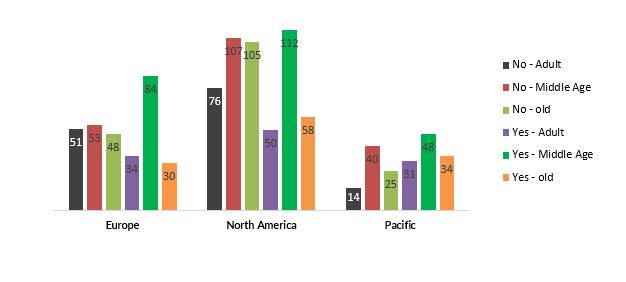 112
107
105
84
76
58
51
53
48
50
34
30
40
48
31
34
25
14
Europe
North America
Pacific
No - Adult
No - Middle Age
No - old
Yes - Adult
Yes - Middle Age
Yes - old